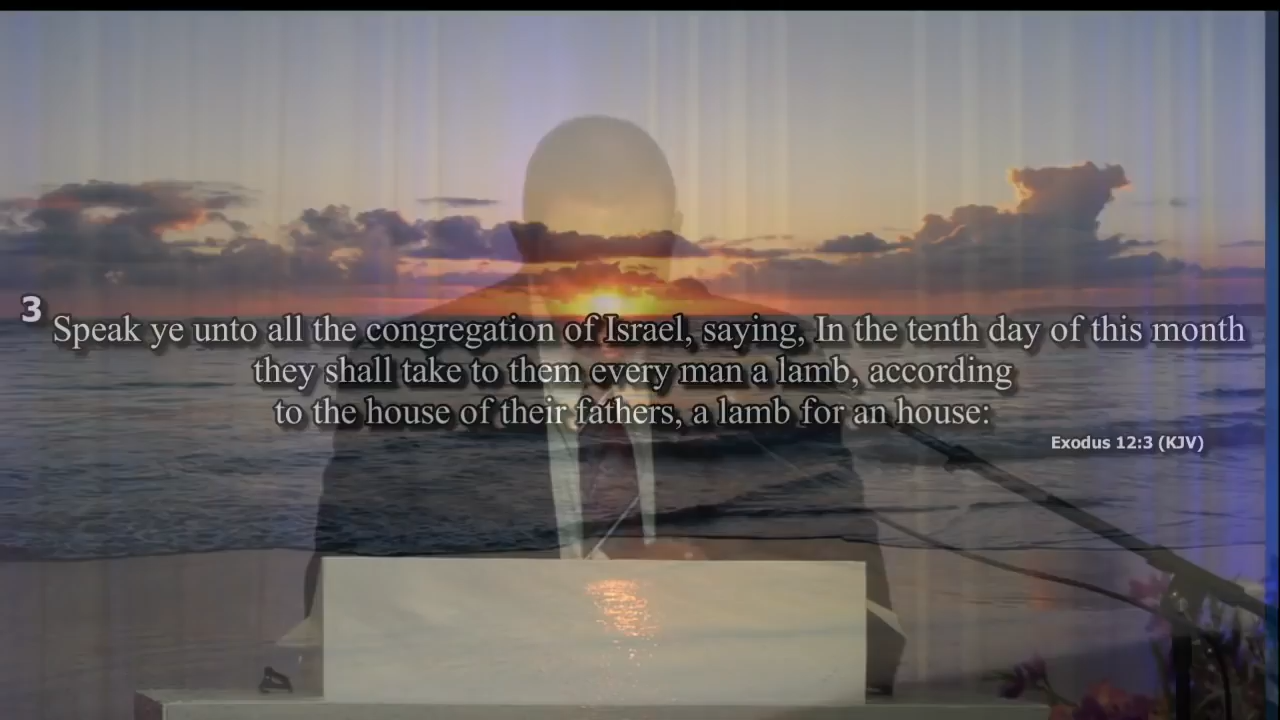 3
Speak ye unto all the congregation of Israel, saying, In the tenth day of this month
they shall take to them every man a lamb, according
to the house of their fathers, a lamb for an house:
Exodus 12:3 (KJV)